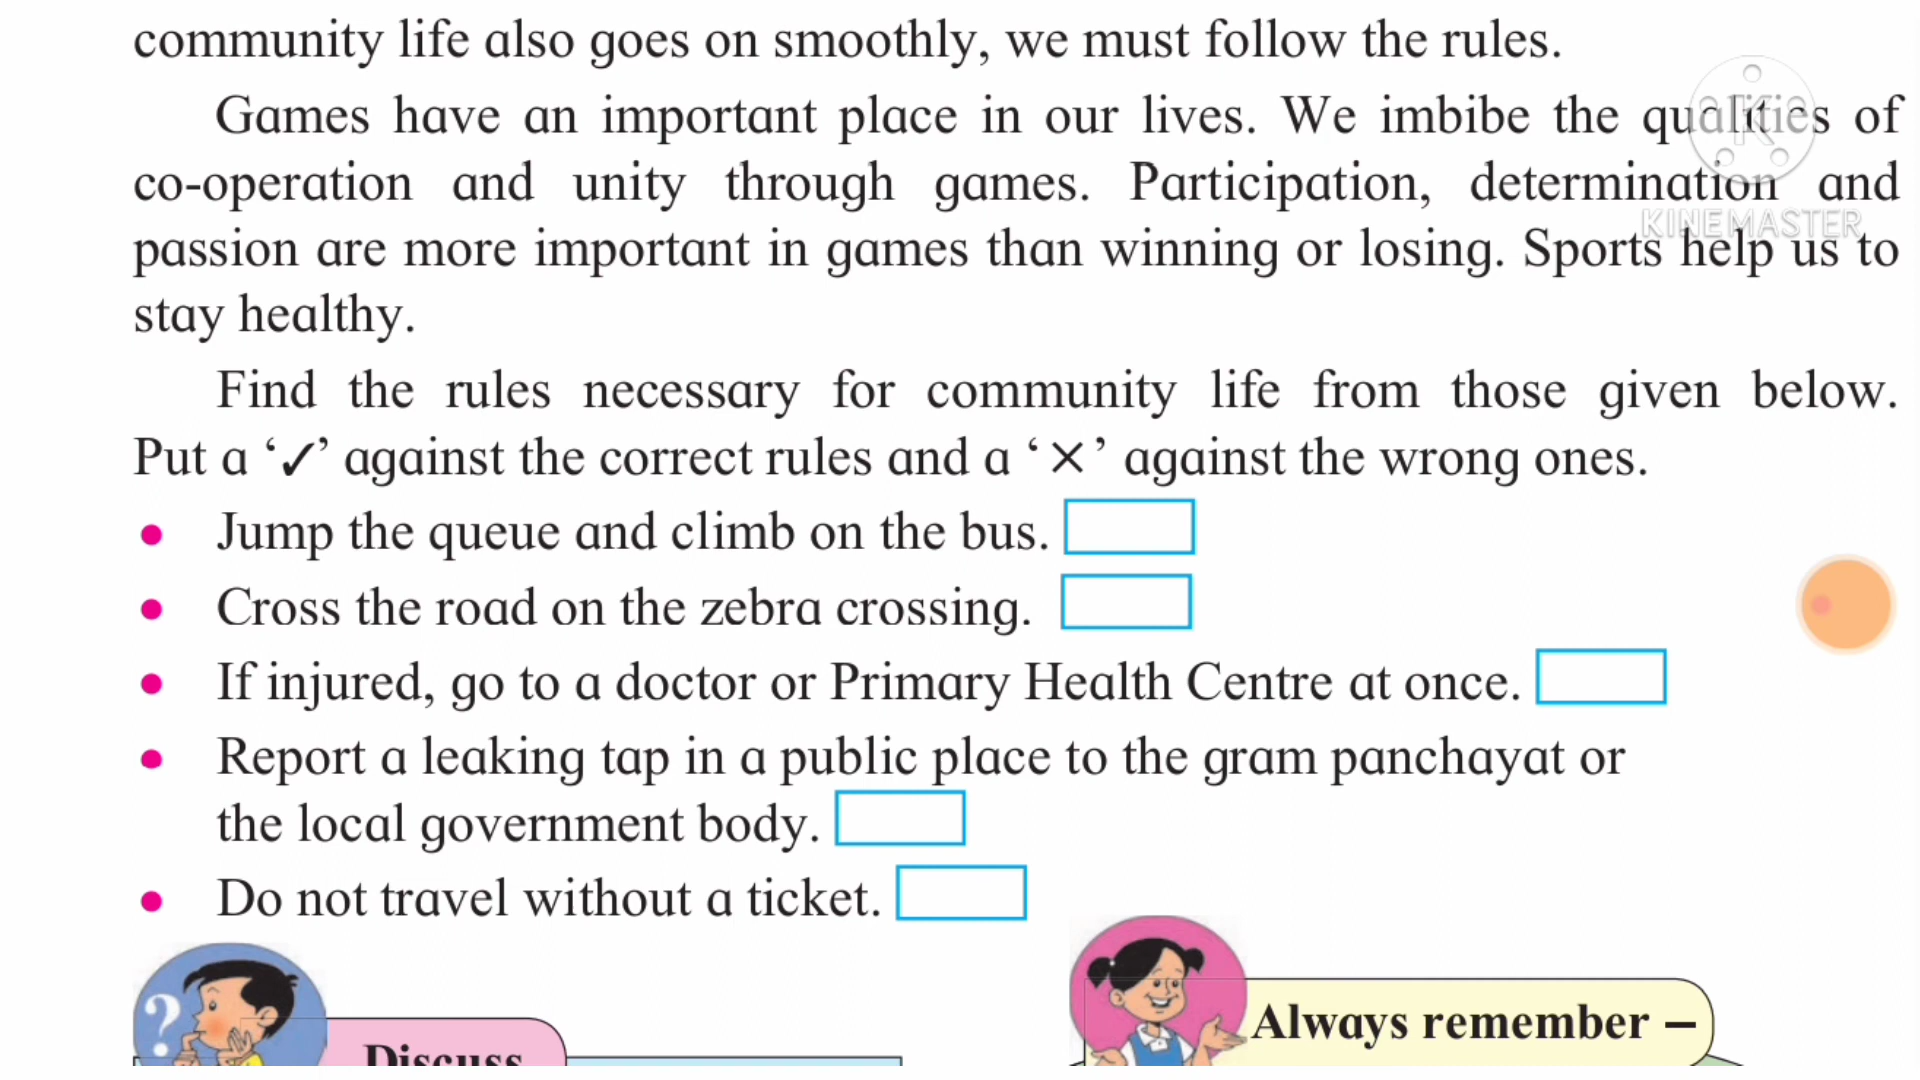 community life also goes on smoothly, we must follow the rules.
Games have an important place in our lives. We imbibe the qualities of
co-operation and unity through games. Participation, determination and
passion are more important in games than winning or losing. Sports help us to
stay healthy.
Find the rules necessary for community life from those given below.
Put a ‘✓’ against the correct rules and a ‘×’ against the wrong ones.
• Jump the queue and climb on the bus.
• Cross the road on the zebra crossing.
• If injured, go to a doctor or Primary Health Centre at once.
• Report a leaking tap in a public place to the gram panchayat or
the local government body.
• Do not travel without a ticket.
?
Discuss
Always remember –
K
KINEMASTER